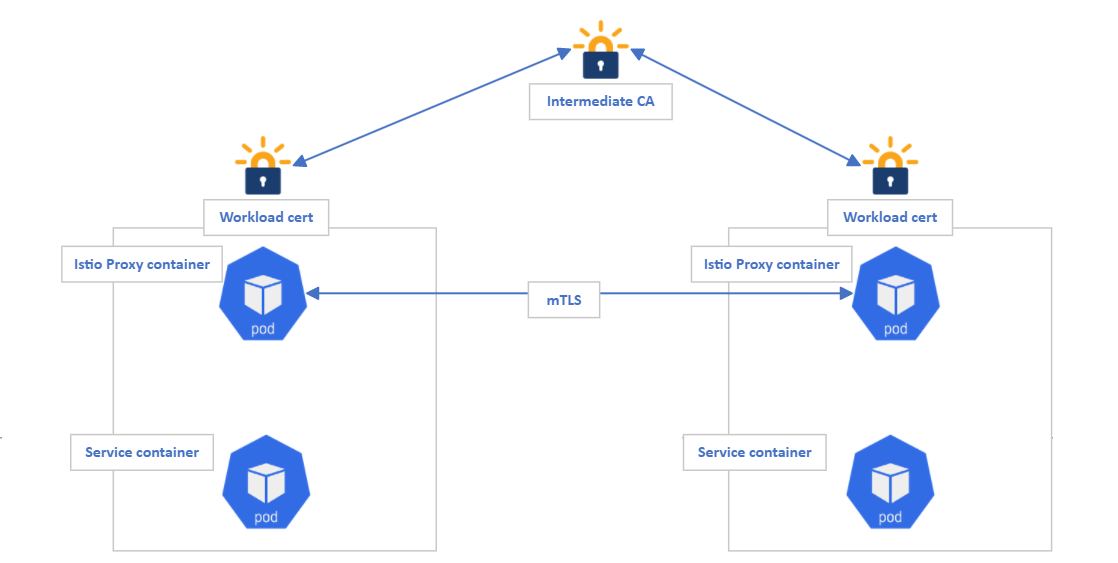 Intermediate CA
Workload cert
Workload cert
Istio Proxy container
Istio Proxy container
pod
mTLS
pod
Service container
Service container
pod
pod